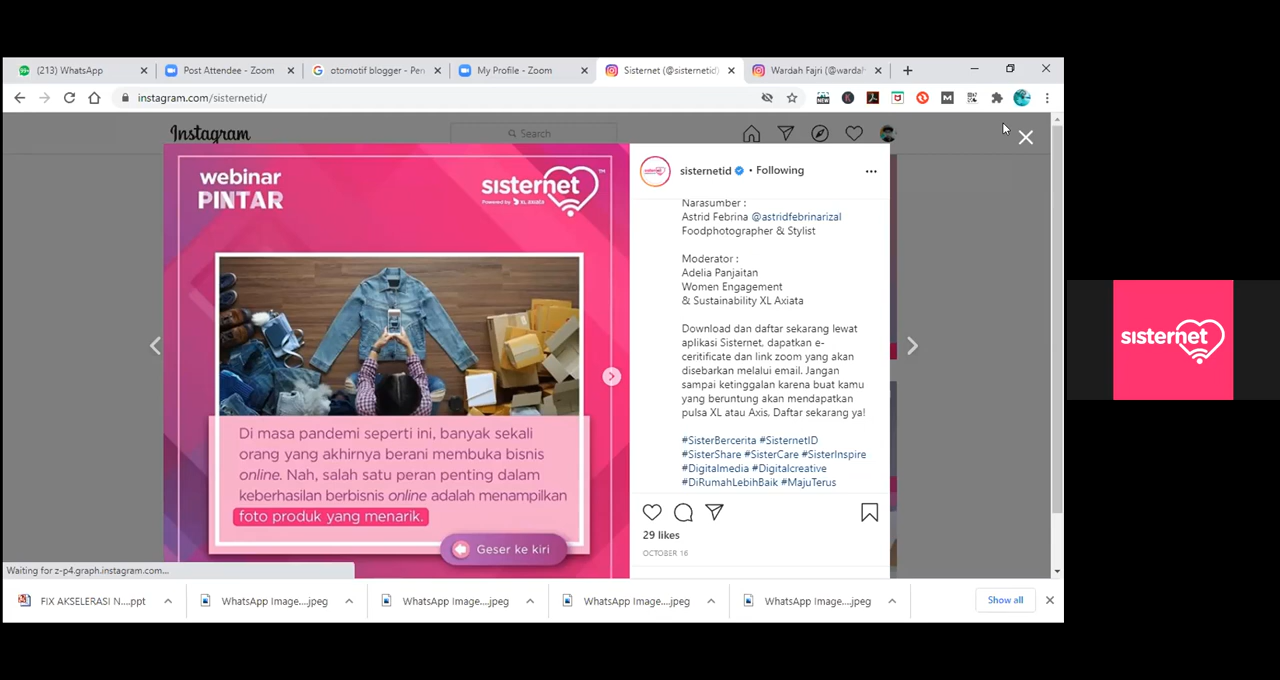 (213) WhatsApp
Post Attendee - Zoom
otomotif blogger - Pen
My Profile - Zoom
Sisternet (@sisternetid)
Wardah Fajri (@wardah
instagram.com/sisternetid/
NEW
Instagram
Search
webinar
PINTAR
sisternet™
Powered by XL AXIATA
Di masa pandemi seperti ini, banyak sekali
orang yang akhirnya berani membuka bisnis
online. Nah, salah satu peran penting dalam
keberhasilan berbisnis online adalah menampilkan
foto produk yang menarik.
Geser ke kiri
sisternetid • Following
Narasumber :
Astrid Febrina @astridfebrinarizal
Foodphotographer & Stylist
Moderator :
Adelia Panjaitan
Women Engagement
& Sustainability XL Axiata
Download dan daftar sekarang lewat
aplikasi Sisternet, dapatkan e-
ceritificate dan link zoom yang akan
disebarkan melalui email. Jangan
sampai ketinggalan karena buat kamu
yang beruntung akan mendapatkan
pulsa XL atau Axis, Daftar sekarang ya!
#SisterBercerita #SisternetID
#SisterShare #SisterCare #SisterInspire
#Digitalmedia #Digitalcreative
#DiRumahLebihBaik #MajuTerus
29 likes
OCTOBER 16
sisternet
Waiting for z-p4.graph.instagram.com...
FIX AKSELERASI N....ppt
WhatsApp Image....jpeg
WhatsApp Image....jpeg
WhatsApp Image....jpeg
WhatsApp Image....jpeg
Show all